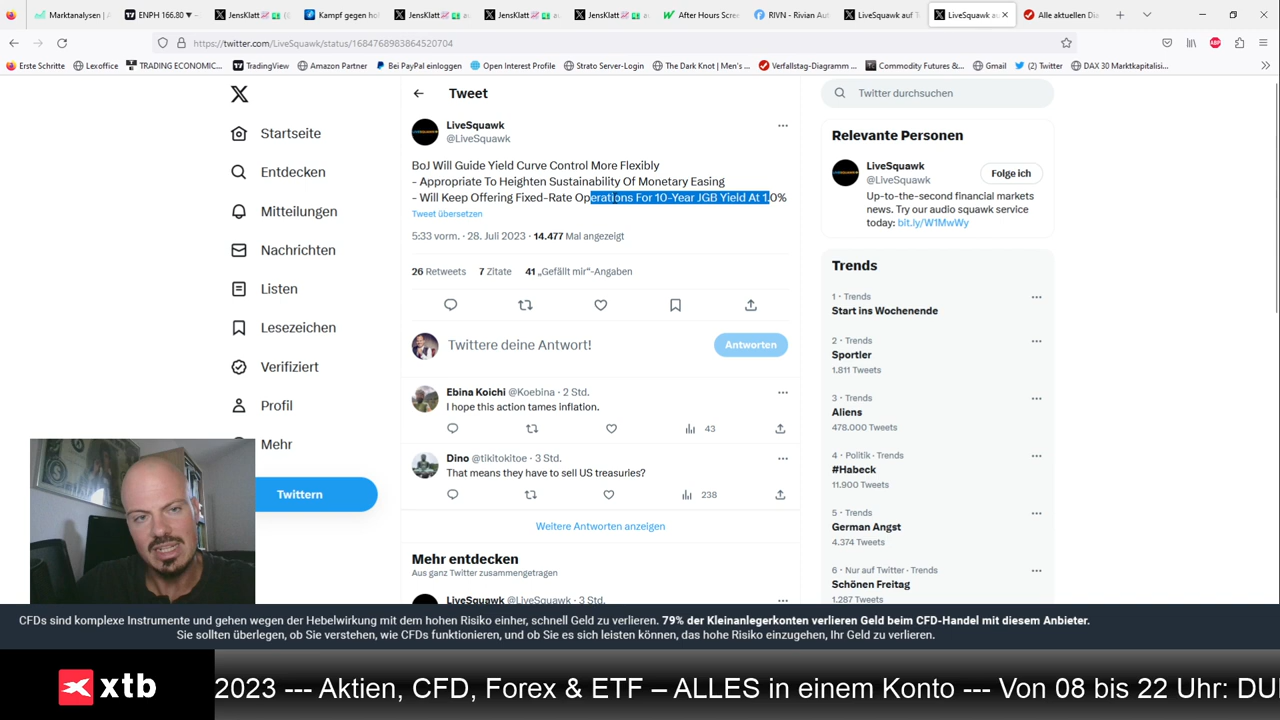 Marktanalysen |
ENPH 166.80
JensKlatt
Kampf gegen hol
JensKlatt
JensKlatt
JensKlatt
After Hours Scre
RIVN - Rivian Aut
LiveSquawk auf T
LiveSquawk au
Alle aktuellen Dia
https://twitter.com/LiveSquawk/status/1684768983864520704
Erste Schritte
Lexoffice
TRADING ECONOMIC...
TradingView
Amazon Partner
Bei PayPal einloggen
Open Interest Profile
Strato Server-Login
The Dark Knot | Men's ...
Verfallstag-Diagramm ...
Commodity Futures &...
Gmail
(2) Twitter
DAX 30 Marktkapitalisi...
Startseite
Entdecken
Mitteilungen
Nachrichten
Listen
Lesezeichen
Verifiziert
Profil
Mehr
Twittern
Tweet
LiveSquawk
@LiveSquawk
BoJ Will Guide Yield Curve Control More Flexibly
- Appropriate To Heighten Sustainability Of Monetary Easing
- Will Keep Offering Fixed-Rate Operations For 10-Year JGB Yield At 1.0%
Tweet übersetzen
5:33 vorm. · 28. Juli 2023 · 14.477 Mal angezeigt
26 Retweets 7 Zitate 41 „Gefällt mir“-Angaben
Twittere deine Antwort!
Antworten
Ebina Koichi @Koebina · 2 Std.
I hope this action tames inflation.
43
Dino @tikitokitoe · 3 Std.
That means they have to sell US treasuries?
238
Weitere Antworten anzeigen
Mehr entdecken
Aus ganz Twitter zusammengetragen
LiveSquawk @LiveSquawk · 3 Std.
Twitter durchsuchen
Relevante Personen
LiveSquawk
@LiveSquawk
Folge ich
Up-to-the-second financial markets
news. Try our audio squawk service
today: bit.ly/W1MwWy
Trends
1 · Trends
Start ins Wochenende
2 · Trends
Sportler
1.811 Tweets
3 · Trends
Aliens
478.000 Tweets
4 · Politik · Trends
#Habeck
11.900 Tweets
5 · Trends
German Angst
4.374 Tweets
6 · Nur auf Twitter · Trends
Schönen Freitag
1.287 Tweets
CFDs sind komplexe Instrumente und gehen wegen der Hebelwirkung mit dem hohen Risiko einher, schnell Geld zu verlieren. 79% der Kleinanlegerkonten verlieren Geld beim CFD-Handel mit diesem Anbieter.
Sie sollten überlegen, ob Sie verstehen, wie CFDs funktionieren, und ob Sie es sich leisten können, das hohe Risiko einzugehen, Ihr Geld zu verlieren.
xtb
2023 --- Aktien, CFD, Forex & ETF – ALLES in einem Konto --- Von 08 bis 22 Uhr: DU